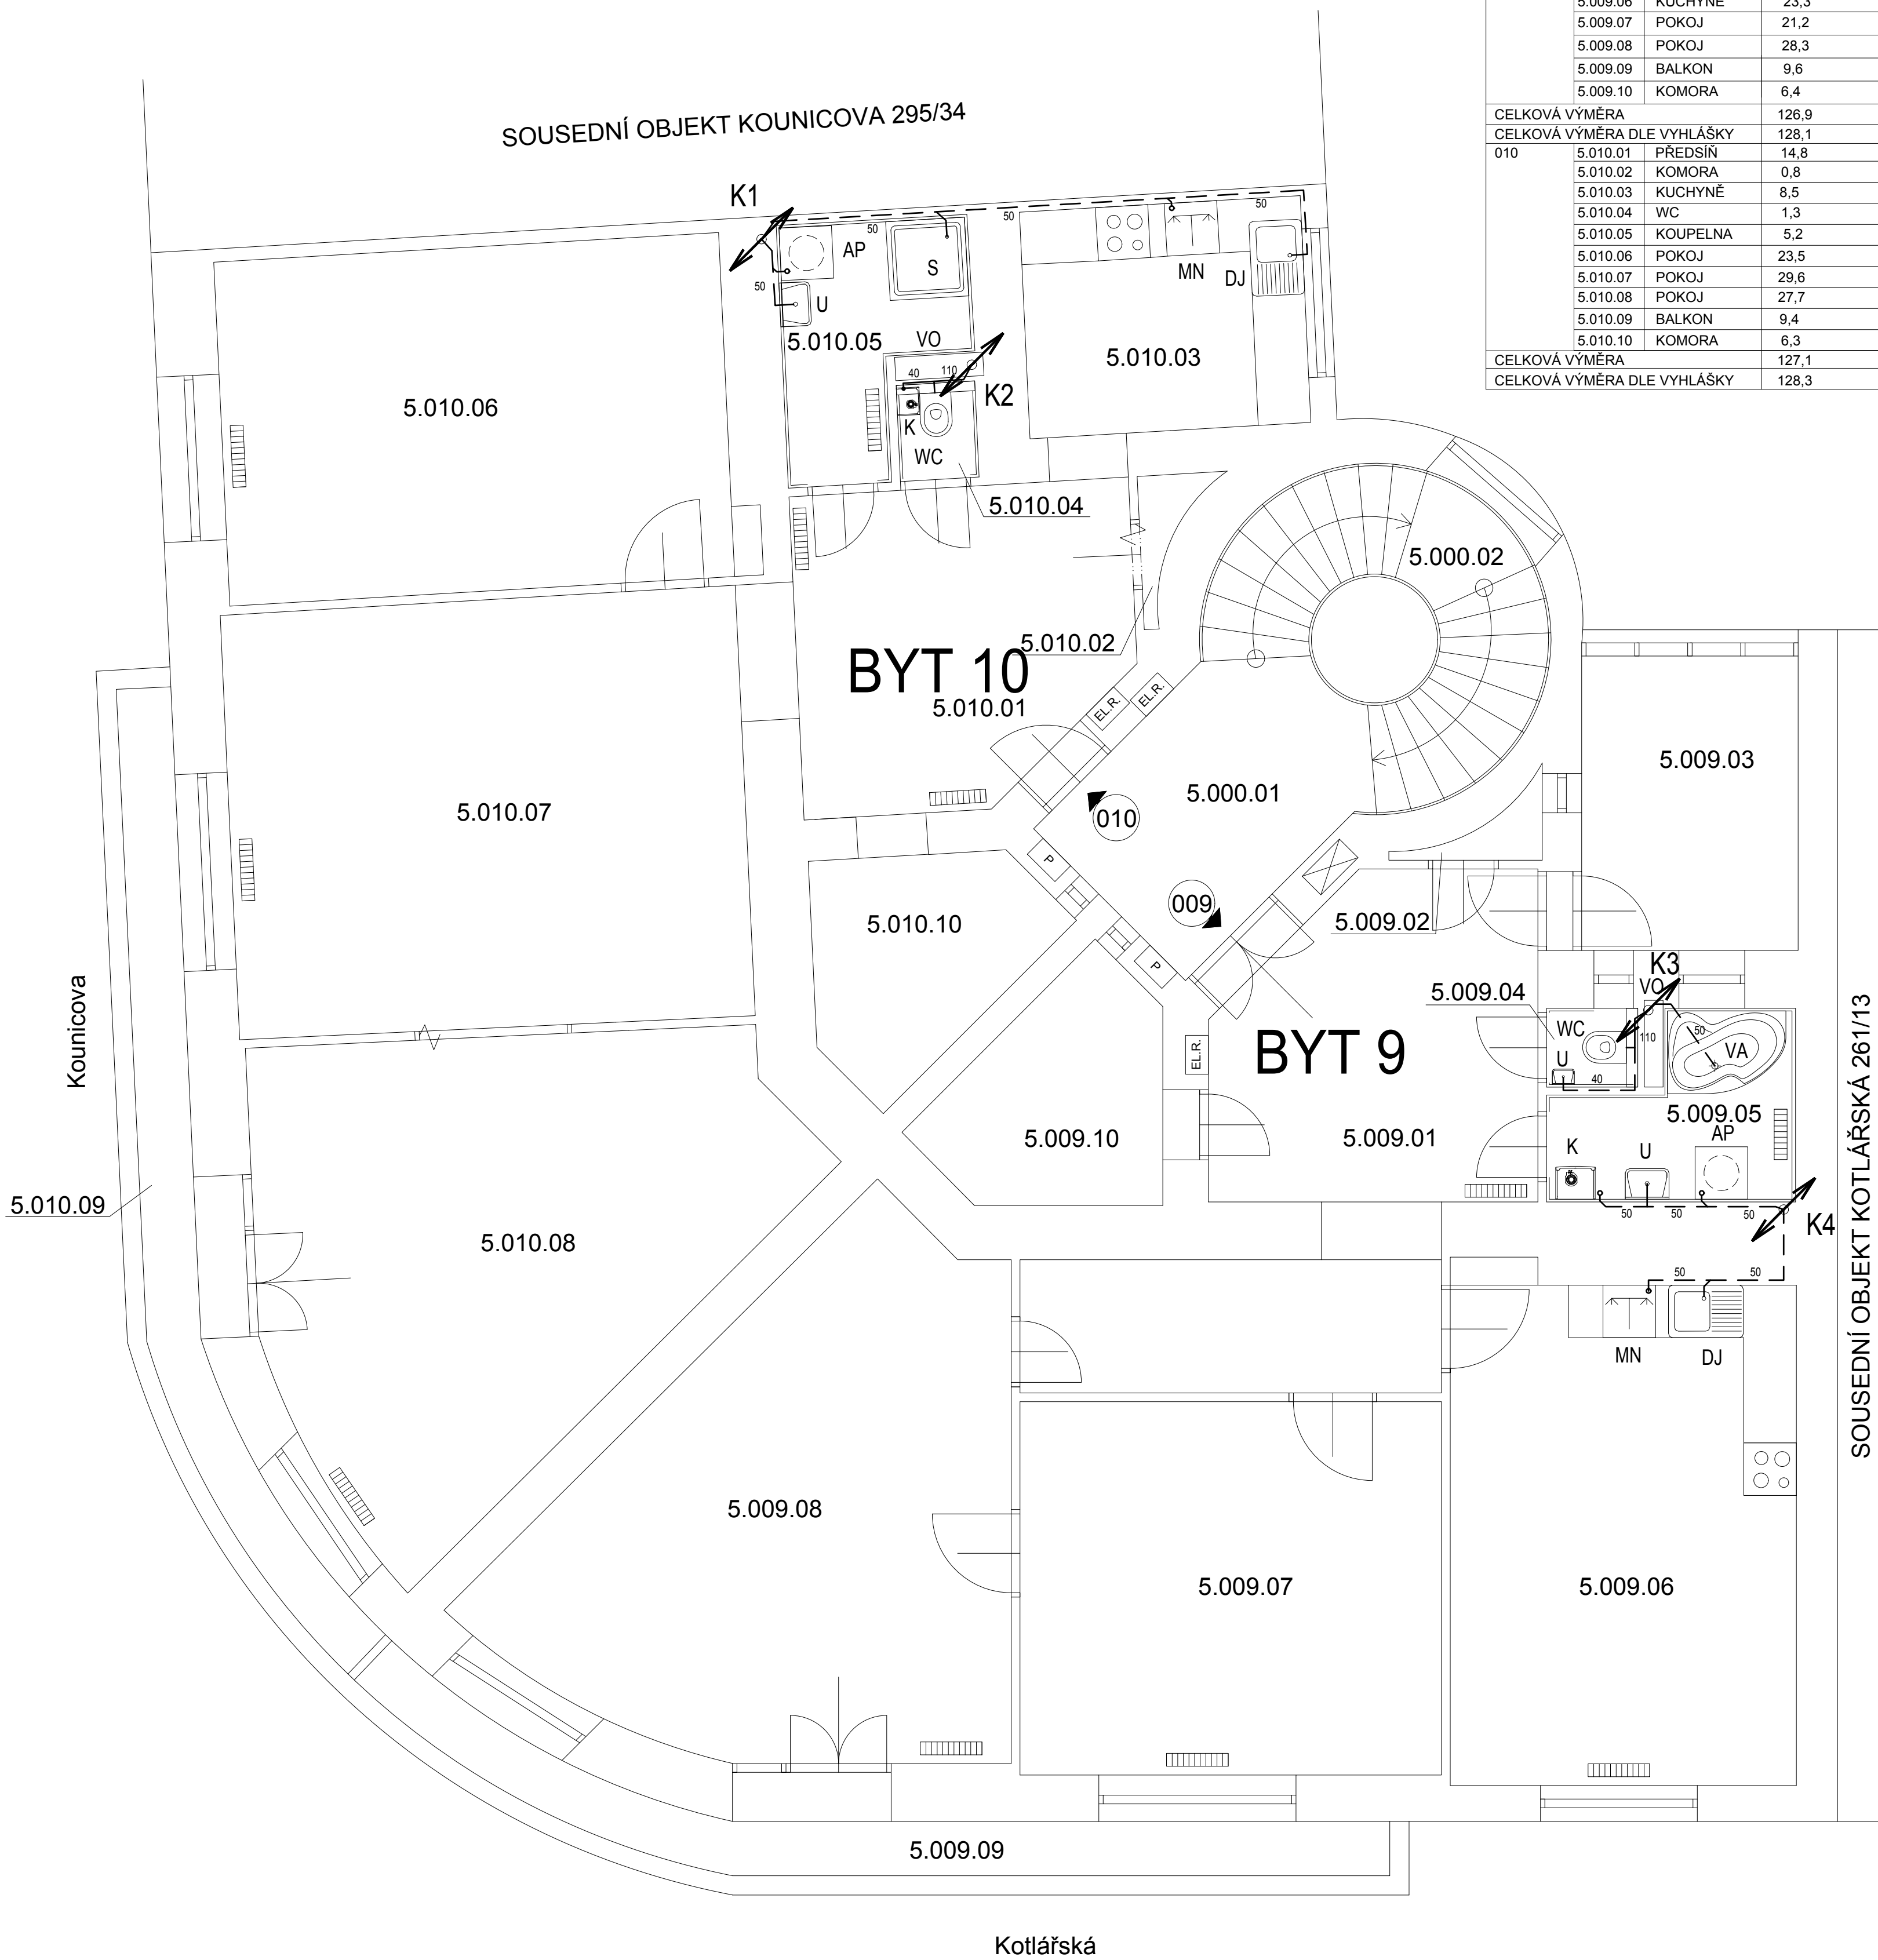 5.009.06 KUCHYNĚ 23,3
5.009.07 POKOJ 21,2
5.009.08 POKOJ 28,3
5.009.09 BALKON 9,6
5.009.10 KOMORA 6,4
CELKOVÁ VÝMĚRA 126,9
CELKOVÁ VÝMĚRA DLE VYHLÁŠKY 128,1
010 5.010.01 PŘEDSÍŇ 14,8
5.010.02 KOMORA 0,8
5.010.03 KUCHYNĚ 8,5
5.010.04 WC 1,3
5.010.05 KOUPELNA 5,2
5.010.06 POKOJ 23,5
5.010.07 POKOJ 29,6
5.010.08 POKOJ 27,7
5.010.09 BALKON 9,4
5.010.10 KOMORA 6,3
CELKOVÁ VÝMĚRA 127,1
CELKOVÁ VÝMĚRA DLE VYHLÁŠKY 128,3
SOUSEDNÍ OBJEKT KOUNICOVA 295/34
K1
50
50
50
50
AP
S
MN
DJ
U
5.010.05
VO
5.010.03
40
110
K2
K
WC
5.010.04
5.010.06
5.000.02
5.010.02
BYT 10
5.010.01
EL.R.
EL.R.
5.000.01
5.009.03
5.010.07
010
P
009
5.009.02
5.010.10
P
K3
VO
5.009.04
WC
U
40
110
50
VA
EL.R.
BYT 9
5.009.05
AP
K
U
5.009.10
5.009.01
50
50
50
K4
Kounicova
SOUSEDNÍ OBJEKT KOTLÁŘSKÁ 261/13
5.010.09
5.010.08
50
50
MN
DJ
5.009.08
5.009.07
5.009.06
5.009.09
Kotlářská